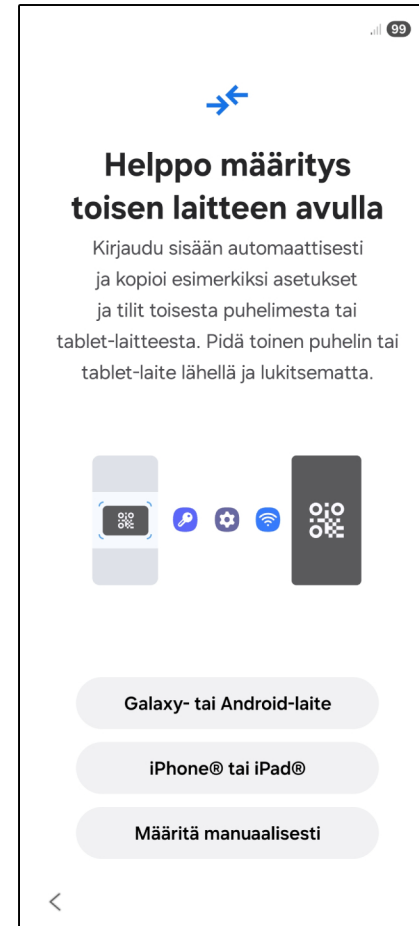 99
Helppo määritys
toisen laitteen avulla
Kirjaudu sisään automaattisesti
ja kopioi esimerkiksi asetukset
ja tilit toisesta puhelimesta tai
tablet-laitteesta. Pidä toinen puhelin tai
tablet-laite lähellä ja lukitsematta.
Galaxy- tai Android-laite
iPhone® tai iPad®
Määritä manuaalisesti